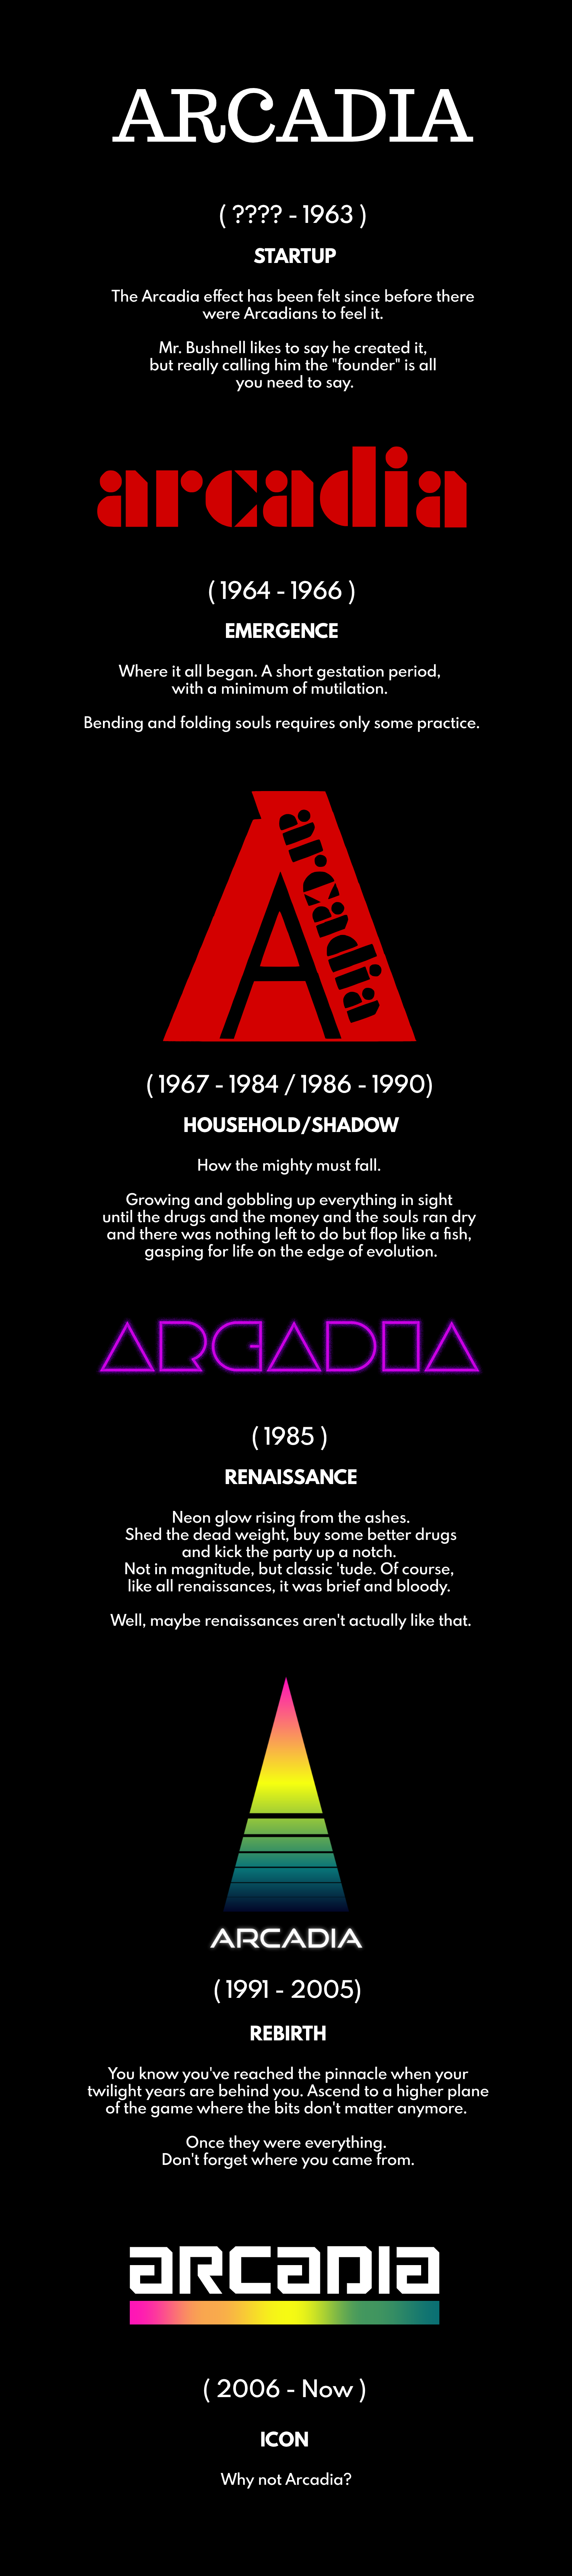 ARCADIA
( ???? - 1963 )
STARTUP
The Arcadia effect has been felt since before there
were Arcadians to feel it.
Mr. Bushnell likes to say he created it,
but really calling him the "founder" is all
you need to say.
arcadia
( 1964 - 1966 )
EMERGENCE
Where it all began. A short gestation period,
with a minimum of mutilation.
Bending and folding souls requires only some practice.
A
arcadia
( 1967 - 1984 / 1986 - 1990)
HOUSEHOLD/SHADOW
How the mighty must fall.
Growing and gobbling up everything in sight
until the drugs and the money and the souls ran dry
and there was nothing left to do but flop like a fish,
gasping for life on the edge of evolution.
ARCADIA
( 1985 )
RENAISSANCE
Neon glow rising from the ashes.
Shed the dead weight, buy some better drugs
and kick the party up a notch.
Not in magnitude, but classic 'tude. Of course,
like all renaissances, it was brief and bloody.
Well, maybe renaissances aren't actually like that.
ARCADIA
( 1991 - 2005)
REBIRTH
You know you've reached the pinnacle when your
twilight years are behind you. Ascend to a higher plane
of the game where the bits don't matter anymore.
Once they were everything.
Don't forget where you came from.
aRCaDIa
( 2006 - Now )
ICON
Why not Arcadia?